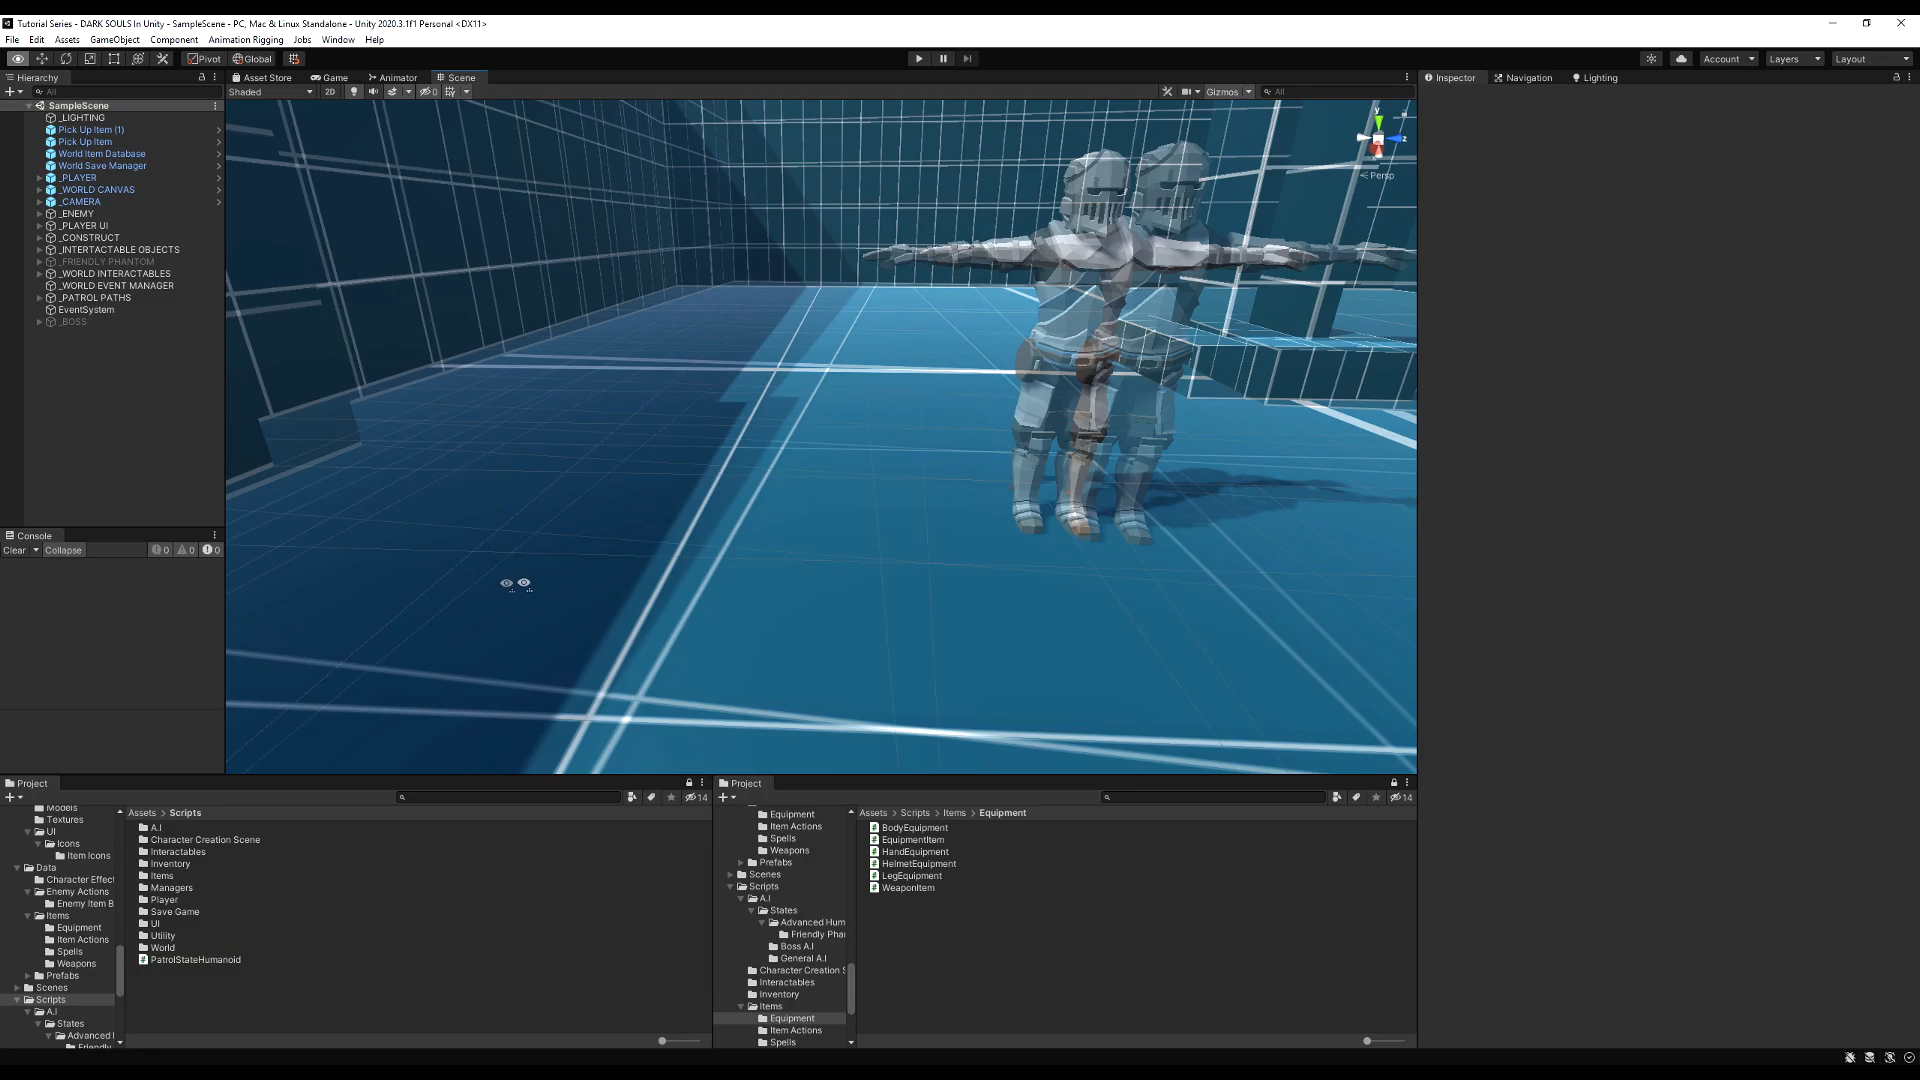 Tutorial Series - DARK SOULS In Unity - SampleScene - PC, Mac & Linux Standalone - Unity 2020.3.1f1 Personal <DX11>
File Edit Assets GameObject Component Animation Rigging Jobs Window Help
Pivot Global Account Layers Layout
Hierarchy
All
SampleScene
_LIGHTING
Pick Up Item (1)
Pick Up Item
World Item Database
World Save Manager
_PLAYER
_WORLD CANVAS
_CAMERA
_ENEMY
_PLAYER UI
_CONSTRUCT
_INTERTACTABLE OBJECTS
_FRIENDLY PHANTOM
_WORLD INTERACTABLES
_WORLD EVENT MANAGER
_PATROL PATHS
EventSystem
_BOSS
Console
Clear Collapse 0 0 0
Asset Store Game Animator Scene
Shaded 2D 0 Gizmos All
y
z
Persp
Inspector Navigation Lighting
Project
14
Models
Textures
UI
Icons
Item Icons
Data
Character Effect
Enemy Actions
Enemy Item B
Items
Equipment
Item Actions
Spells
Weapons
Prefabs
Scenes
Scripts
A.I
States
Advanced
Friendly
Assets > Scripts
A.I
Character Creation Scene
Interactables
Inventory
Items
Managers
Player
Save Game
UI
Utility
World
PatrolStateHumanoid
Project
14
Equipment
Item Actions
Spells
Weapons
Prefabs
Scenes
Scripts
A.I
States
Advanced Hum
Friendly Pha
Boss A.I
General A.I
Character Creation S
Interactables
Inventory
Items
Equipment
Item Actions
Spells
Assets > Scripts > Items > Equipment
BodyEquipment
EquipmentItem
HandEquipment
HelmetEquipment
LegEquipment
WeaponItem